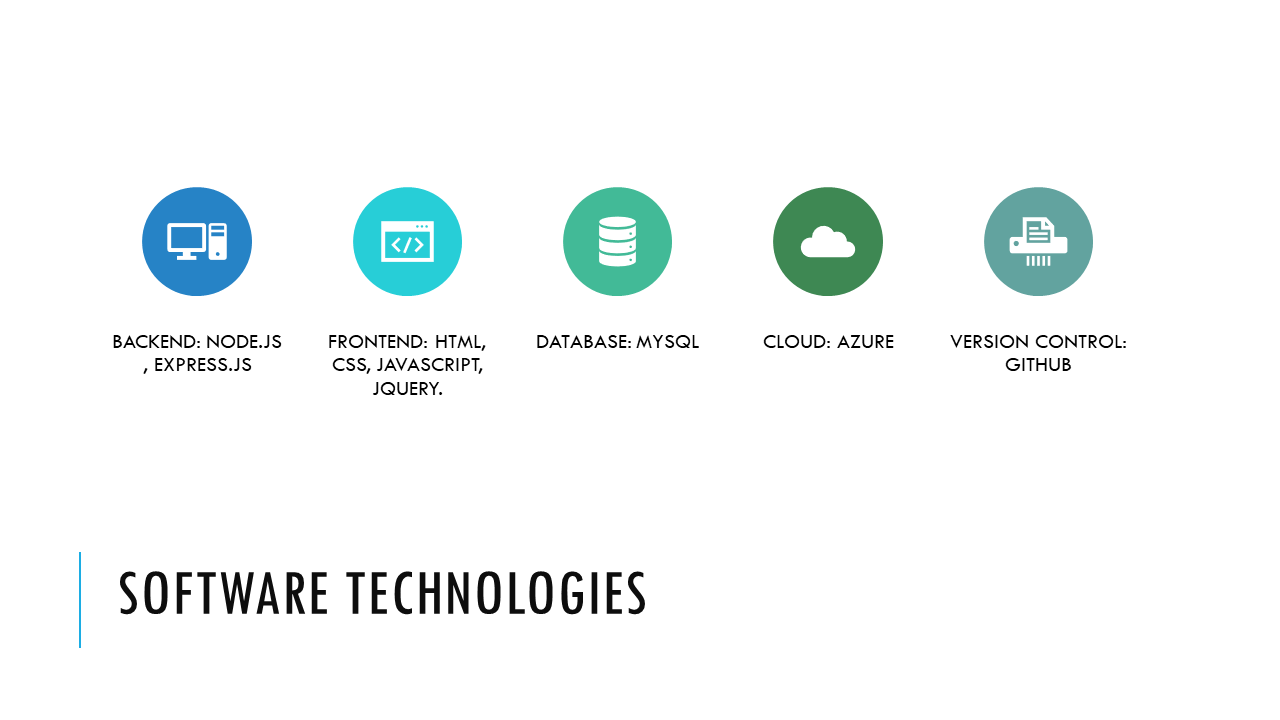 BACKEND: NODE.JS
, EXPRESS.JS
FRONTEND: HTML,
CSS, JAVASCRIPT,
JQUERY.
DATABASE: MYSQL
CLOUD: AZURE
VERSION CONTROL:
GITHUB
SOFTWARE TECHNOLOGIES